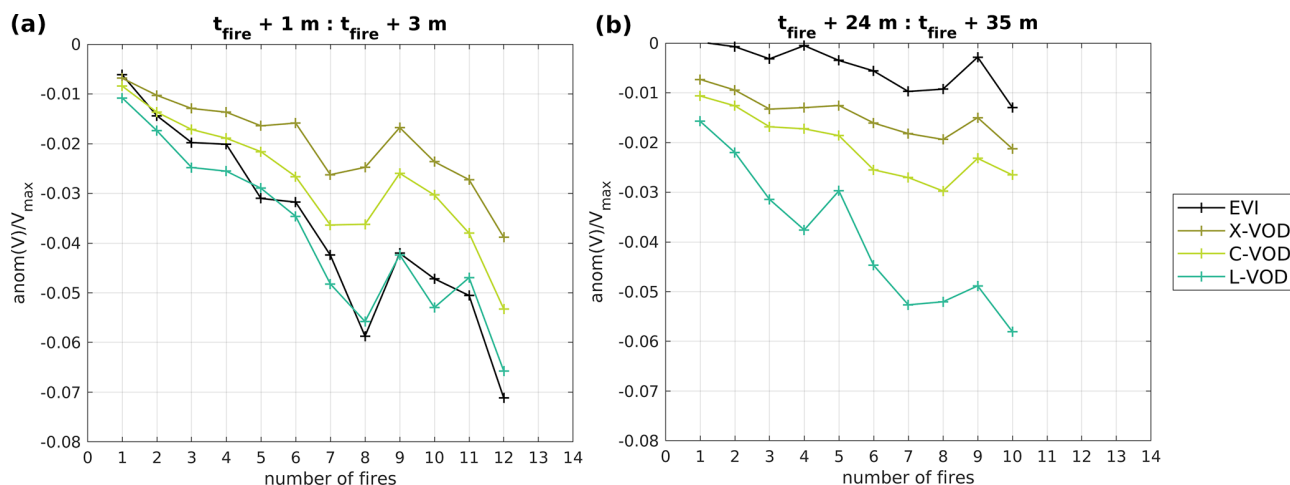 (a)
t_fire + 1 m : t_fire + 3 m
0
-0.01
-0.02
-0.03
-0.04
-0.05
-0.06
-0.07
-0.08
anom(V)/V_max
0 1 2 3 4 5 6 7 8 9 10 11 12 13 14
number of fires
(b)
t_fire + 24 m : t_fire + 35 m
0
-0.01
-0.02
-0.03
-0.04
-0.05
-0.06
-0.07
-0.08
anom(V)/V_max
0 1 2 3 4 5 6 7 8 9 10 11 12 13 14
number of fires
EVI
X-VOD
C-VOD
L-VOD